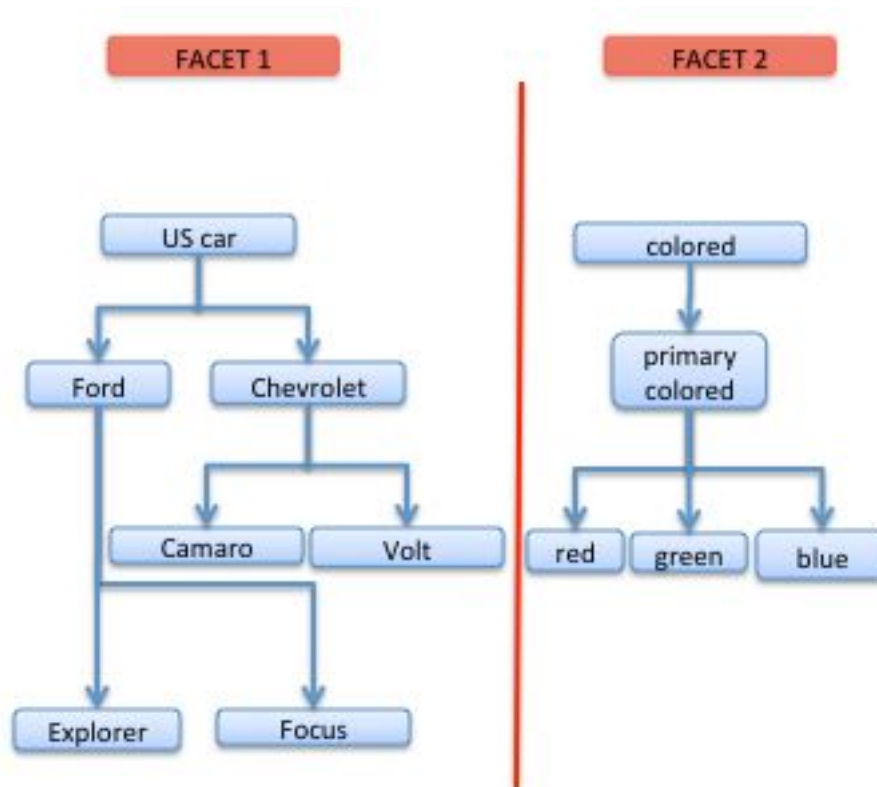 FACET 1
FACET 2
US car
Ford
Chevrolet
Camaro
Volt
Explorer
Focus
colored
primary
colored
red
green
blue